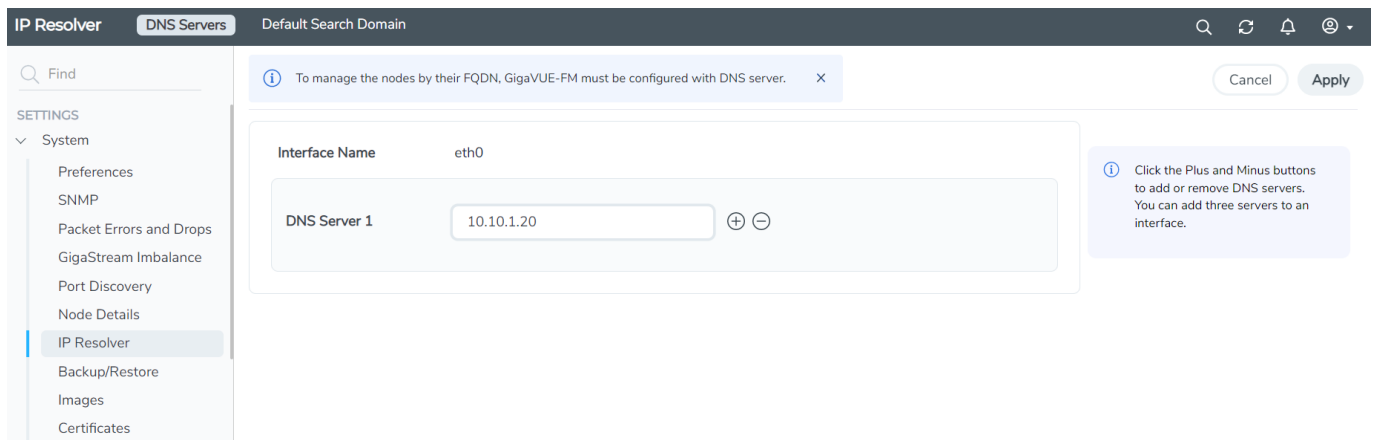 IP Resolver DNS Servers Default Search Domain
Find
To manage the nodes by their FQDN, GigaVUE-FM must be configured with DNS server.
Cancel Apply
SETTINGS
System
Preferences
SNMP
Packet Errors and Drops
GigaStream Imbalance
Port Discovery
Node Details
IP Resolver
Backup/Restore
Images
Certificates
Interface Name eth0
DNS Server 1 10.10.1.20
Click the Plus and Minus buttons
to add or remove DNS servers.
You can add three servers to an
interface.